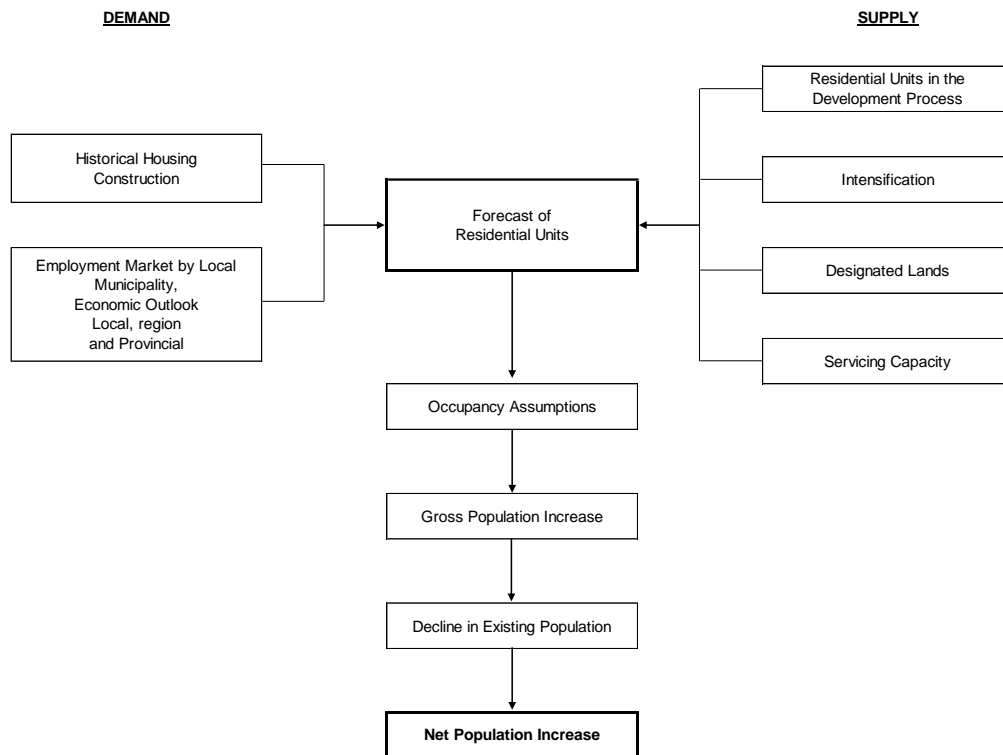 DEMAND
SUPPLY
Residential Units in the
Development Process
Historical Housing
Construction
Intensification
Forecast of
Residential Units
Employment Market by Local
Municipality,
Economic Outlook
Local, region
and Provincial
Designated Lands
Servicing Capacity
Occupancy Assumptions
Gross Population Increase
Decline in Existing Population
Net Population Increase